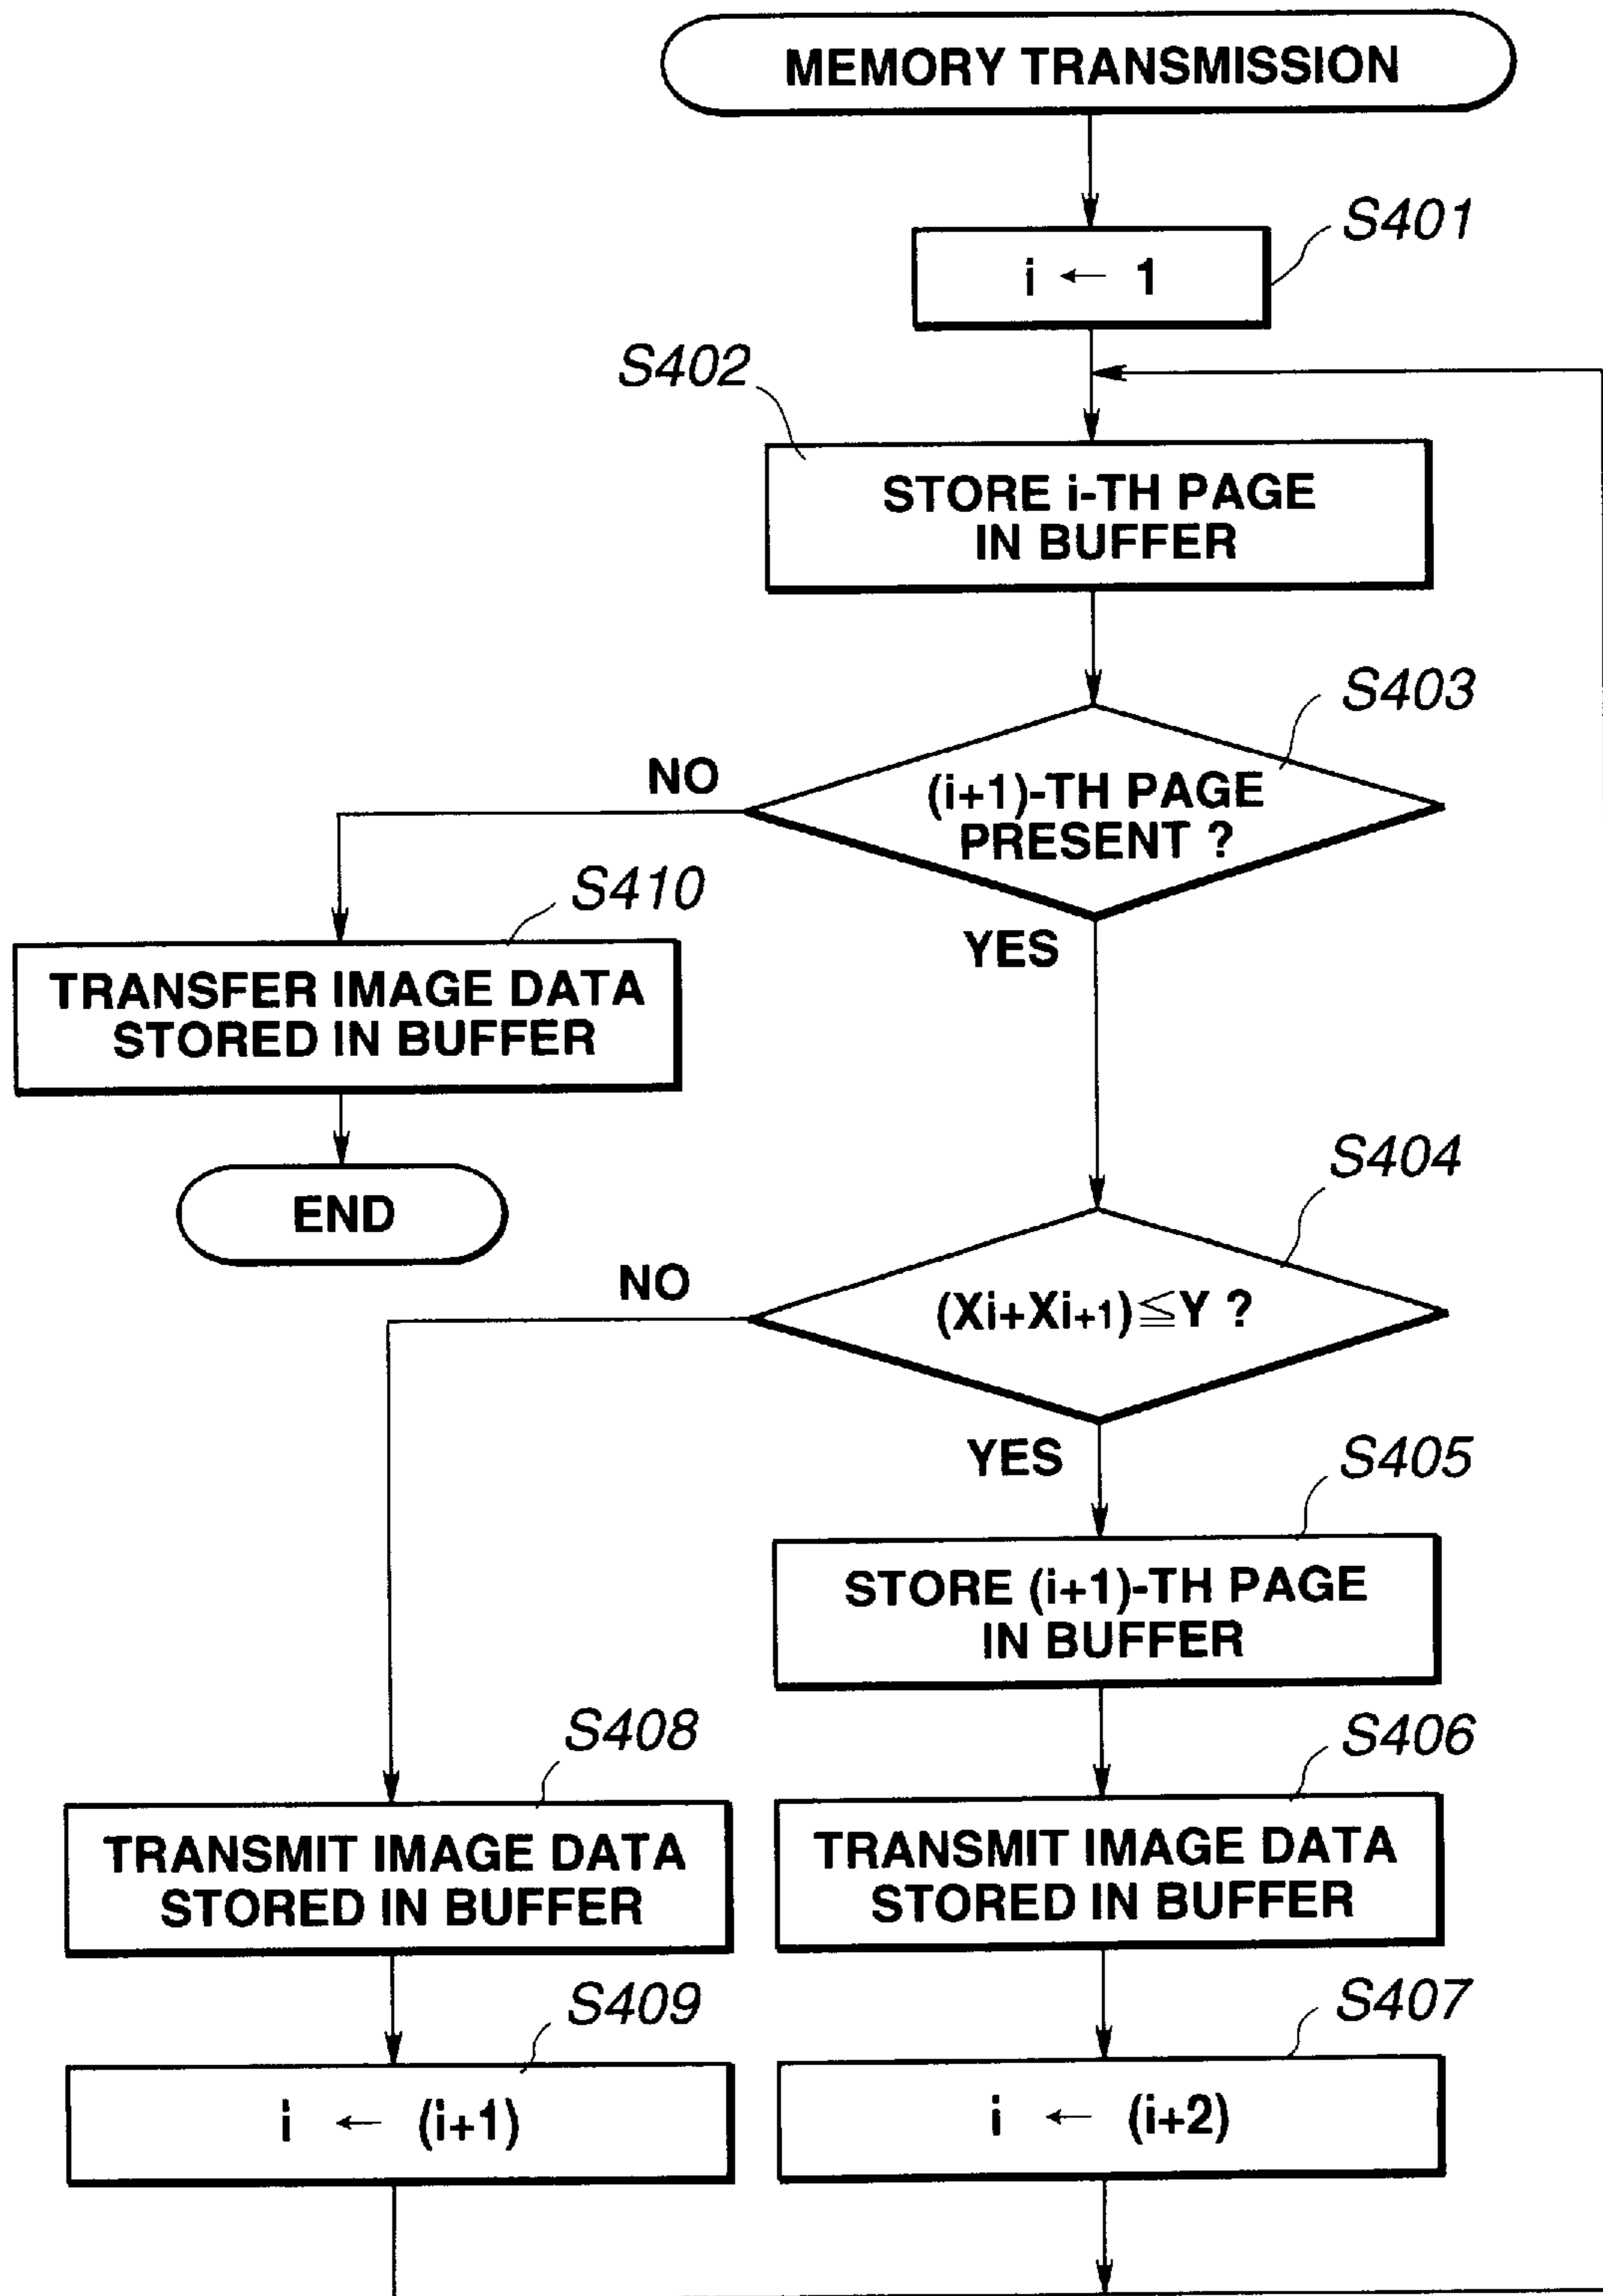 MEMORY TRANSMISSION
S401
i ← 1
S402
STORE i-TH PAGE
IN BUFFER
S403
NO
(i+1)-TH PAGE
PRESENT ?
S410
YES
TRANSFER IMAGE DATA
STORED IN BUFFER
S404
END
NO
(Xi+Xi+1)≦Y ?
YES
S405
STORE (i+1)-TH PAGE
IN BUFFER
S408
S406
TRANSMIT IMAGE DATA
STORED IN BUFFER
TRANSMIT IMAGE DATA
STORED IN BUFFER
S409
S407
i ← (i+1)
i ← (i+2)